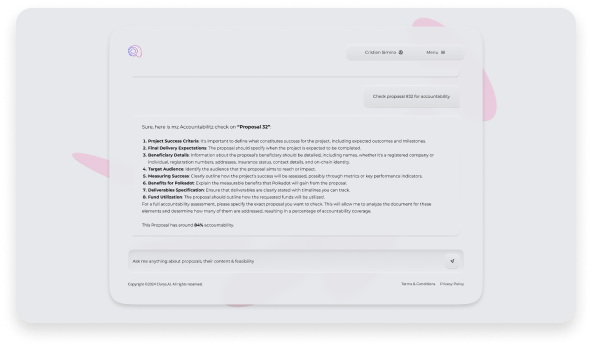 Cristian Simina
Menu
Check proposal #32 for accountability.
Sure, here is mz Accountabilitz check on "Proposal 32":
1. Project Success Criteria: It's important to define what constitutes success for the project, including expected outcomes and milestones.
2. Final Delivery Expectations: The proposal should specify when the project is expected to be completed.
3. Beneficiary Details: Information about the proposal's beneficiary should be detailed, including names, whether it's a registered company or
individual, registration numbers, addresses, insurance status, contact details, and on-chain identity.
4. Target Audience: Identify the audience that the proposal aims to reach or impact.
5. Measuring Success: Clearly outline how the project's success will be assessed, possibly through metrics or key performance indicators.
6. Benefits for Polkadot: Explain the measurable benefits that Polkadot will gain from the proposal.
7. Deliverables Specification: Ensure that deliverables are clearly stated with timelines you can track.
8. Fund Utilization: The proposal should outline how the requested funds will be utilized.
For a full accountability assessment, please specify the exact proposal you want to check. This will allow me to analyze the document for these
elements and determine how many of them are addressed, resulting in a percentage of accountability coverage.
This Proposal has around 84% accountability.
Ask me anything about proposals, their content & feasibility
All rights reserved.
Terms & Conditions Privacy Policy